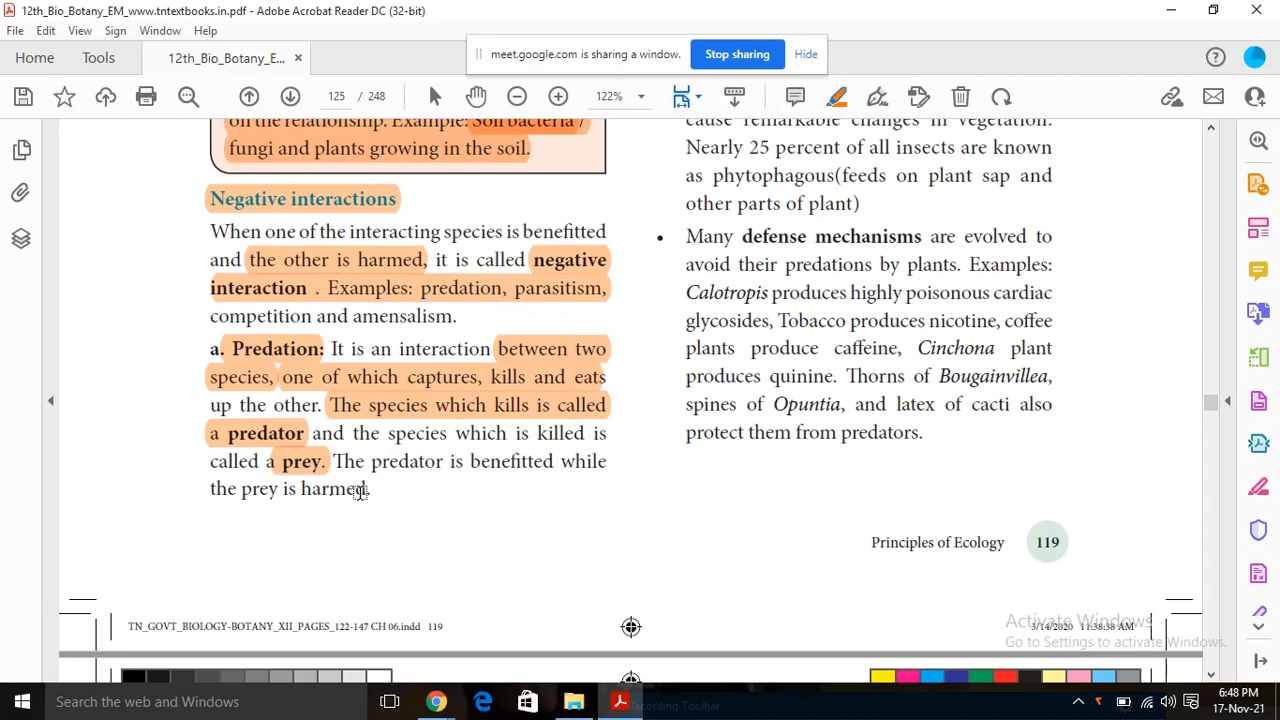 12th_Bio_Botany_EM_www.tntextbooks.in.pdf - Adobe Acrobat Reader DC (32-bit)
File Edit View Sign Window Help
Home Tools 12th_Bio_Botany_E... ×
meet.google.com is sharing a window. Stop sharing Hide
125 / 248 122%
on the relationship. Example: Soil bacteria /
fungi and plants growing in the soil.
Negative interactions
When one of the interacting species is benefitted
and the other is harmed, it is called negative
interaction . Examples: predation, parasitism,
competition and amensalism.
a. Predation: It is an interaction between two
species, one of which captures, kills and eats
up the other. The species which kills is called
a predator and the species which is killed is
called a prey. The predator is benefitted while
the prey is harmed.
cause remarkable changes in vegetation.
Nearly 25 percent of all insects are known
as phytophagous(feeds on plant sap and
other parts of plant)
• Many defense mechanisms are evolved to
avoid their predations by plants. Examples:
Calotropis produces highly poisonous cardiac
glycosides, Tobacco produces nicotine, coffee
plants produce caffeine, Cinchona plant
produces quinine. Thorns of Bougainvillea,
spines of Opuntia, and latex of cacti also
protect them from predators.
Principles of Ecology 119
TN_GOVT_BIOLOGY-BOTANY_XII_PAGES_122-147 CH 06.indd 119
3/14/2020 11:38:38 AM
Activate Windows
Go to Settings to activate Windows.
Search Windows
Recording Toolbar
6:48 PM
17-Nov-21